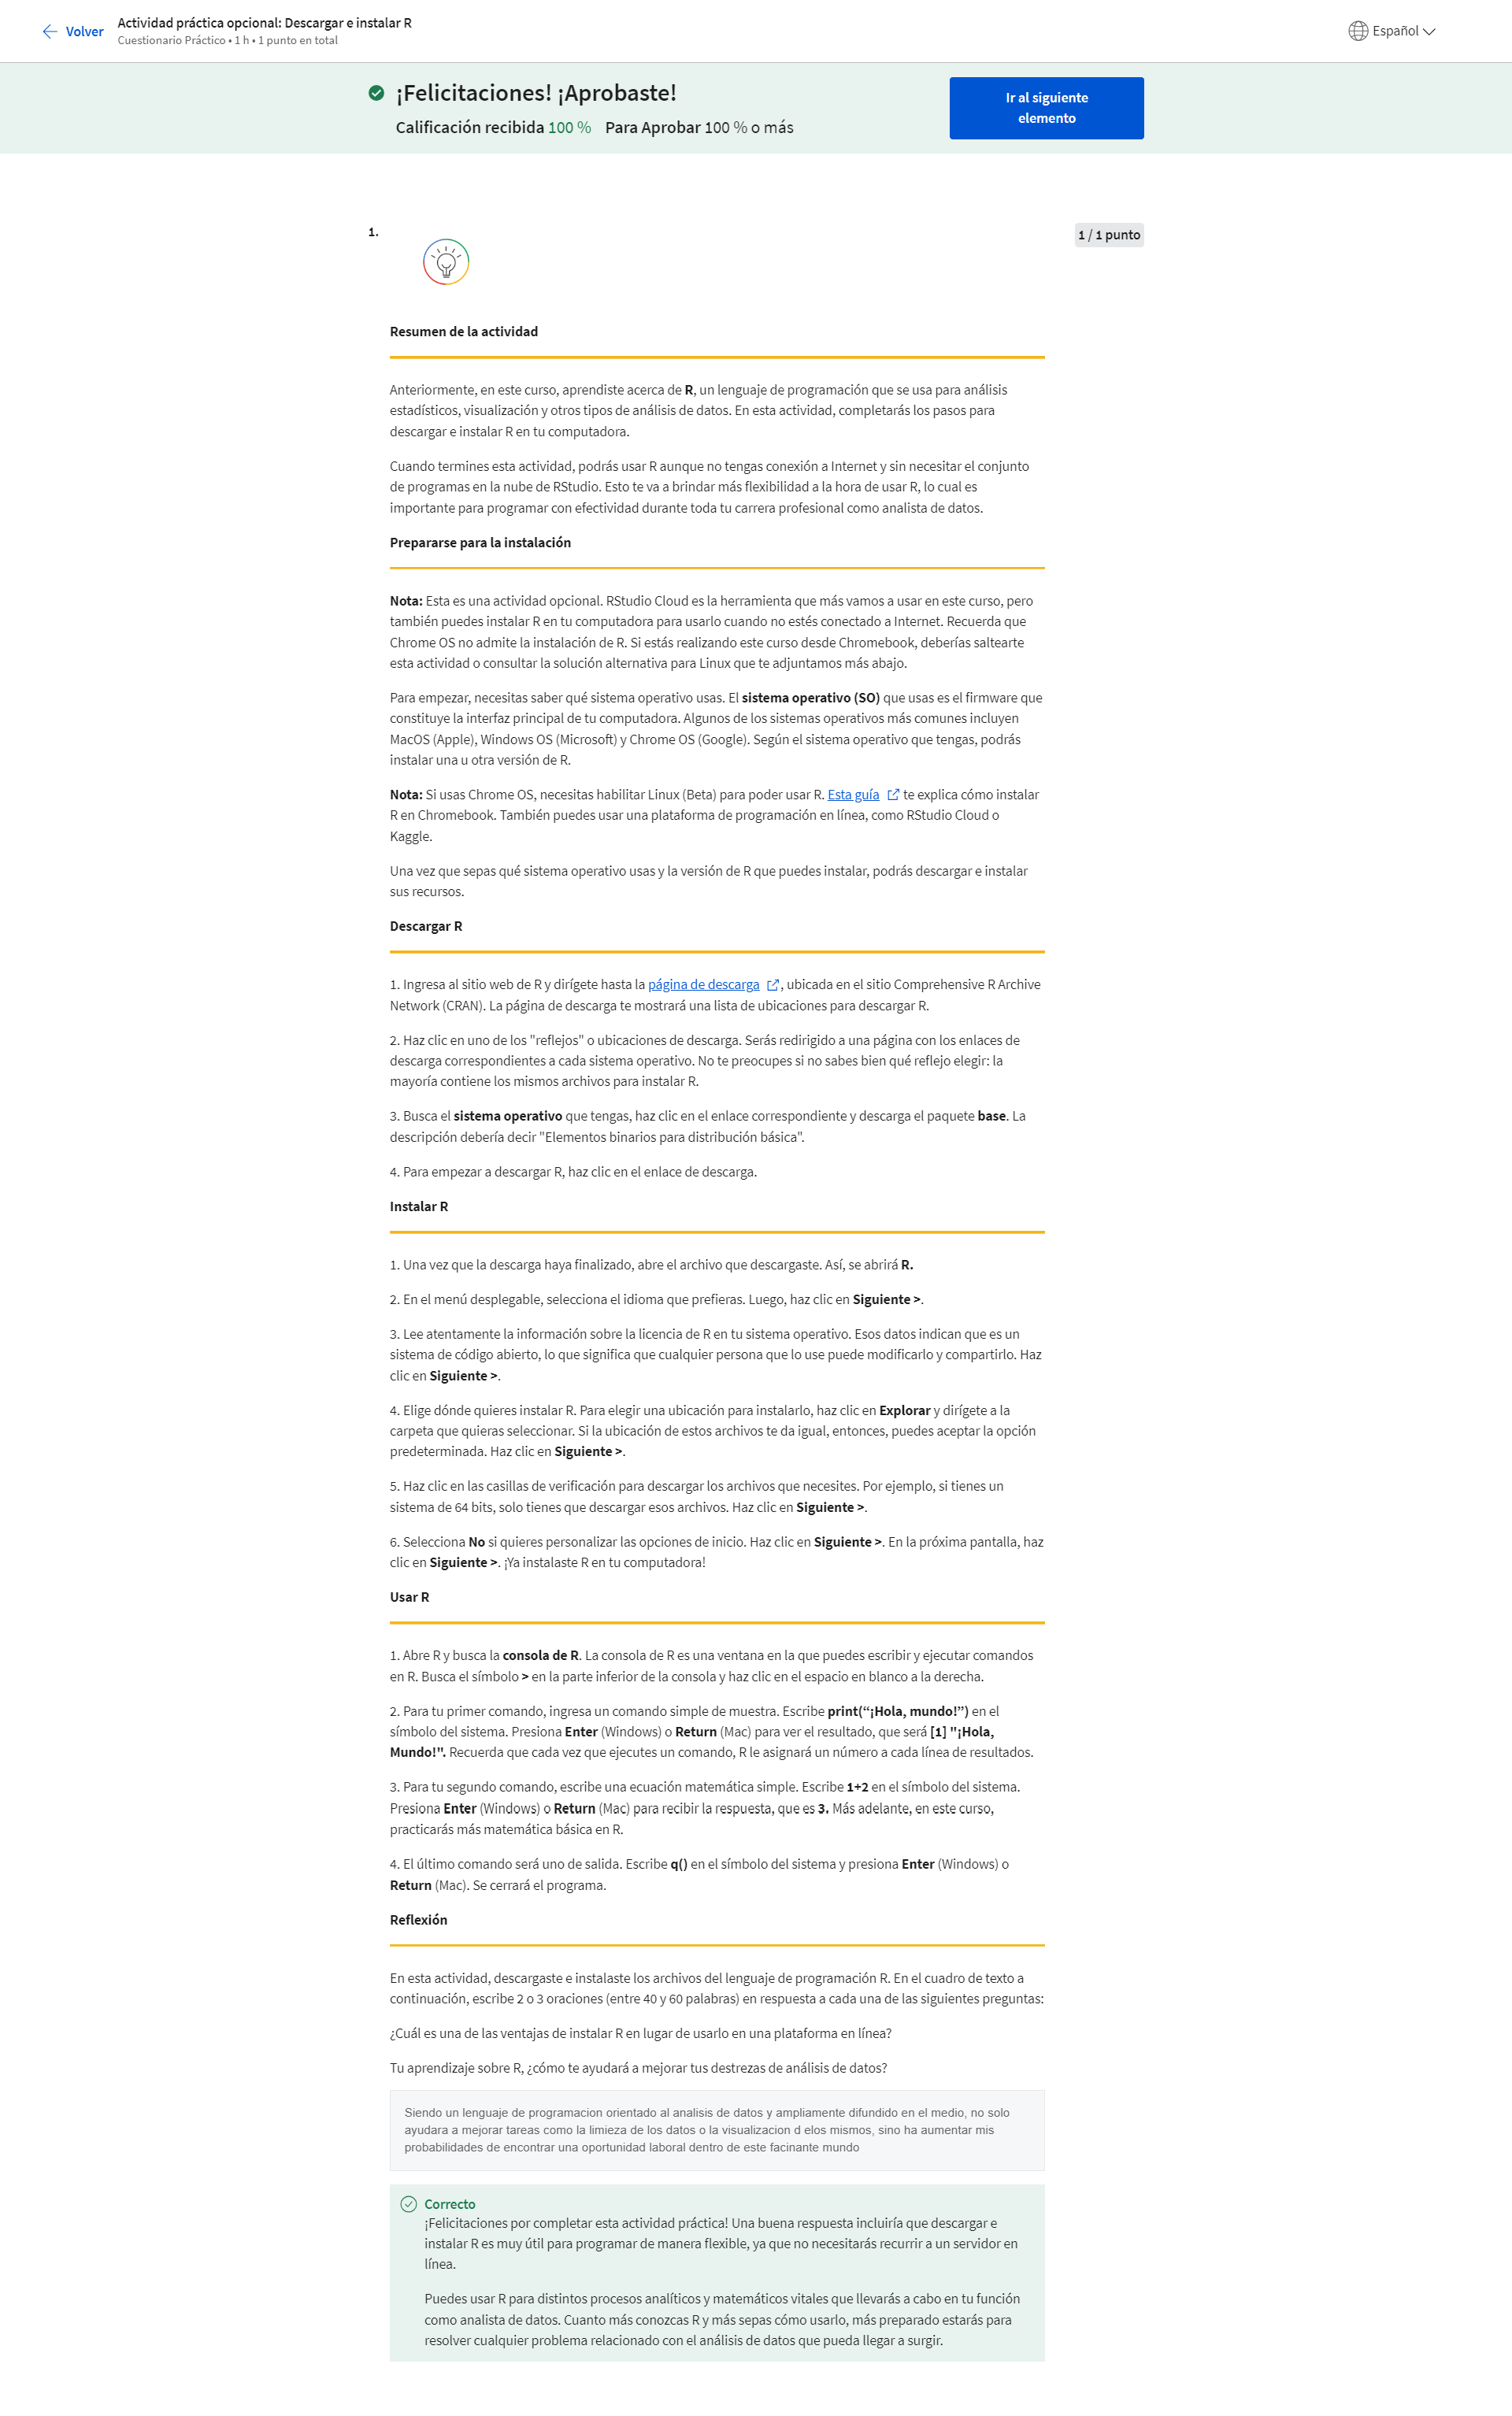 Volver
Actividad práctica opcional: Descargar e instalar R
Cuestionario Práctico • 1 h • 1 punto en total
Español
¡Felicitaciones! ¡Aprobaste!
Calificación recibida 100 % Para Aprobar 100 % o más
Ir al siguiente
elemento
1.
1 / 1 punto
Resumen de la actividad
Anteriormente, en este curso, aprendiste acerca de R, un lenguaje de programación que se usa para análisis
estadísticos, visualización y otros tipos de análisis de datos. En esta actividad, completarás los pasos para
descargar e instalar R en tu computadora.
Cuando termines esta actividad, podrás usar R aunque no tengas conexión a Internet y sin necesitar el conjunto
de programas en la nube de RStudio. Esto te va a brindar más flexibilidad a la hora de usar R, lo cual es
importante para programar con efectividad durante toda tu carrera profesional como analista de datos.
Prepararse para la instalación
Nota: Esta es una actividad opcional. RStudio Cloud es la herramienta que más vamos a usar en este curso, pero
también puedes instalar R en tu computadora para usarlo cuando no estés conectado a Internet. Recuerda que
Chrome OS no admite la instalación de R. Si estás realizando este curso desde Chromebook, deberías saltearte
esta actividad o consultar la solución alternativa para Linux que te adjuntamos más abajo.
Para empezar, necesitas saber qué sistema operativo usas. El sistema operativo (SO) que usas es el firmware que
constituye la interfaz principal de tu computadora. Algunos de los sistemas operativos más comunes incluyen
MacOS (Apple), Windows OS (Microsoft) y Chrome OS (Google). Según el sistema operativo que tengas, podrás
instalar una u otra versión de R.
Nota: Si usas Chrome OS, necesitas habilitar Linux (Beta) para poder usar R. Esta guía te explica cómo instalar
R en Chromebook. También puedes usar una plataforma de programación en línea, como RStudio Cloud o
Kaggle.
Una vez que sepas qué sistema operativo usas y la versión de R que puedes instalar, podrás descargar e instalar
sus recursos.
Descargar R
1. Ingresa al sitio web de R y dirígete hasta la página de descarga , ubicada en el sitio Comprehensive R Archive
Network (CRAN). La página de descarga te mostrará una lista de ubicaciones para descargar R.
2. Haz clic en uno de los "reflejos" o ubicaciones de descarga. Serás redirigido a una página con los enlaces de
descarga correspondientes a cada sistema operativo. No te preocupes si no sabes bien qué reflejo elegir: la
mayoría contiene los mismos archivos para instalar R.
3. Busca el sistema operativo que tengas, haz clic en el enlace correspondiente y descarga el paquete base. La
descripción debería decir "Elementos binarios para distribución básica".
4. Para empezar a descargar R, haz clic en el enlace de descarga.
Instalar R
1. Una vez que la descarga haya finalizado, abre el archivo que descargaste. Así, se abrirá R.
2. En el menú desplegable, selecciona el idioma que prefieras. Luego, haz clic en Siguiente >.
3. Lee atentamente la información sobre la licencia de R en tu sistema operativo. Esos datos indican que es un
sistema de código abierto, lo que significa que cualquier persona que lo use puede modificarlo y compartirlo. Haz
clic en Siguiente >.
4. Elige dónde quieres instalar R. Para elegir una ubicación para instalarlo, haz clic en Explorar y dirígete a la
carpeta que quieras seleccionar. Si la ubicación de estos archivos te da igual, entonces, puedes aceptar la opción
predeterminada. Haz clic en Siguiente >.
5. Haz clic en las casillas de verificación para descargar los archivos que necesites. Por ejemplo, si tienes un
sistema de 64 bits, solo tienes que descargar esos archivos. Haz clic en Siguiente >.
6. Selecciona No si quieres personalizar las opciones de inicio. Haz clic en Siguiente >. En la próxima pantalla, haz
clic en Siguiente >. ¡Ya instalaste R en tu computadora!
Usar R
1. Abre R y busca la consola de R. La consola de R es una ventana en la que puedes escribir y ejecutar comandos
en R. Busca el símbolo > en la parte inferior de la consola y haz clic en el espacio en blanco a la derecha.
2. Para tu primer comando, ingresa un comando simple de muestra. Escribe print(“¡Hola, mundo!”) en el
símbolo del sistema. Presiona Enter (Windows) o Return (Mac) para ver el resultado, que será [1] "¡Hola,
Mundo!". Recuerda que cada vez que ejecutes un comando, R le asignará un número a cada línea de resultados.
3. Para tu segundo comando, escribe una ecuación matemática simple. Escribe 1+2 en el símbolo del sistema.
Presiona Enter (Windows) o Return (Mac) para recibir la respuesta, que es 3. Más adelante, en este curso,
practicarás más matemática básica en R.
4. El último comando será uno de salida. Escribe q() en el símbolo del sistema y presiona Enter (Windows) o
Return (Mac). Se cerrará el programa.
Reflexión
En esta actividad, descargaste e instalaste los archivos del lenguaje de programación R. En el cuadro de texto a
continuación, escribe 2 o 3 oraciones (entre 40 y 60 palabras) en respuesta a cada una de las siguientes preguntas:
¿Cuál es una de las ventajas de instalar R en lugar de usarlo en una plataforma en línea?
Tu aprendizaje sobre R, ¿cómo te ayudará a mejorar tus destrezas de análisis de datos?
Siendo un lenguaje de programacion orientado al analisis de datos y ampliamente difundido en el medio, no solo
ayudara a mejorar tareas como la limieza de los datos o la visualizacion d elos mismos, sino ha aumentar mis
probabilidades de encontrar una oportunidad laboral dentro de este facinante mundo
Correcto
¡Felicitaciones por completar esta actividad práctica! Una buena respuesta incluiría que descargar e
instalar R es muy útil para programar de manera flexible, ya que no necesitarás recurrir a un servidor en
línea.
Puedes usar R para distintos procesos analíticos y matemáticos vitales que llevarás a cabo en tu función
como analista de datos. Cuanto más conozcas R y más sepas cómo usarlo, más preparado estarás para
resolver cualquier problema relacionado con el análisis de datos que pueda llegar a surgir.